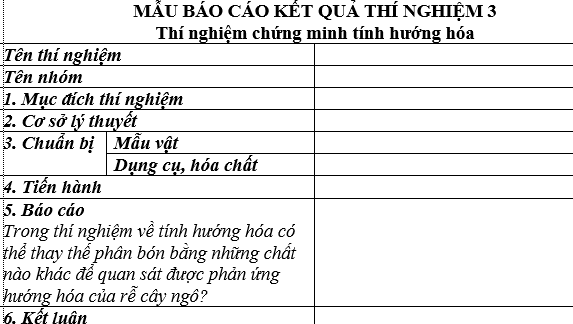 MẪU BÁO CÁO KẾT QUẢ THÍ NGHIỆM 3
Thí nghiệm chứng minh tính hướng hóa
Tên thí nghiệm
Tên nhóm
1. Mục đích thí nghiệm
2. Cơ sở lý thuyết
3. Chuẩn bị
Mẫu vật
Dụng cụ, hóa chất
4. Tiến hành
5. Báo cáo
Trong thí nghiệm về tính hướng hóa có
thể thay thế phân bón bằng những chất
nào khác để quan sát được phản ứng
hướng hóa của rễ cây ngô?
6. Kết luận